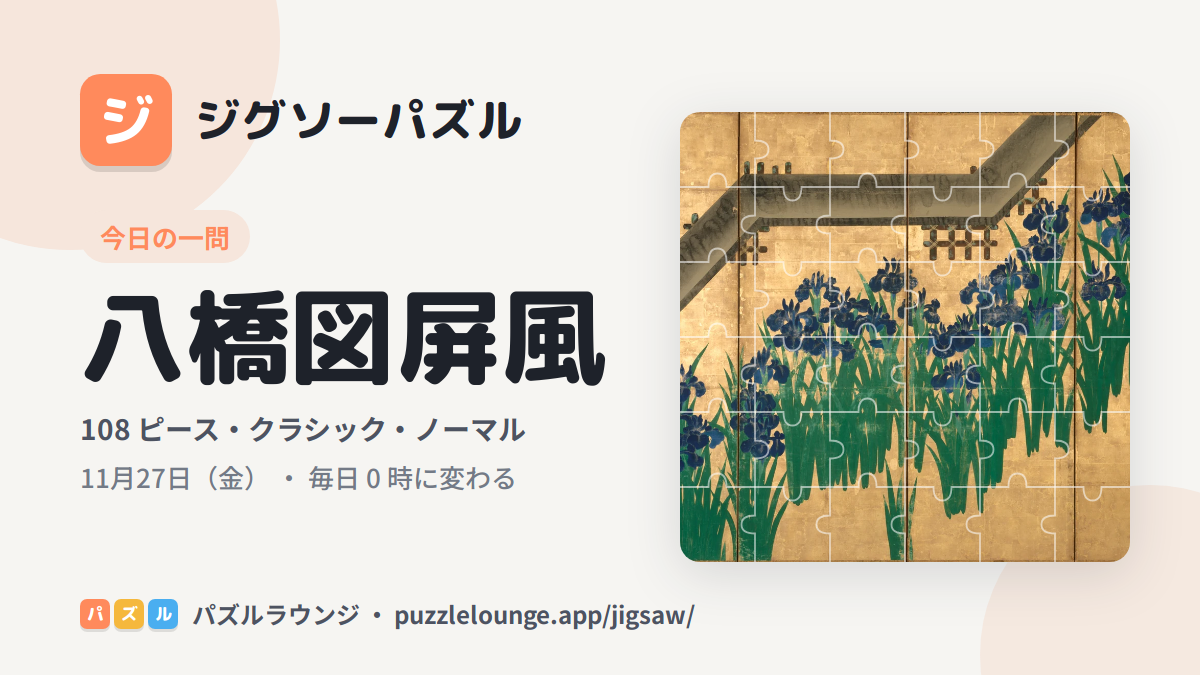 ジ ジグソーパズル
今日の一問
八橋図屏風
108 ピース・クラシック・ノーマル
11月27日（金） ・ 毎日 0 時に変わる
パズル パズルラウンジ ・ puzzlelounge.app/jigsaw/